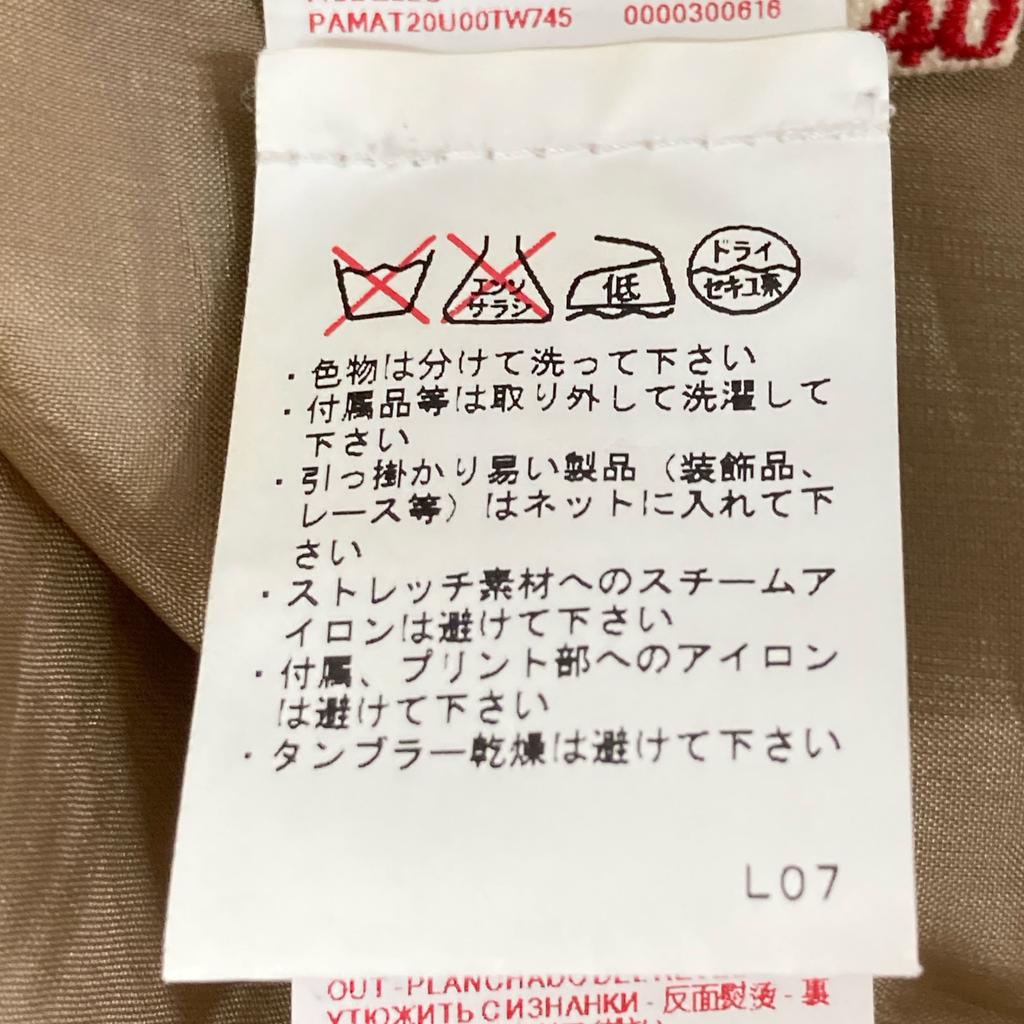 PAMAT20U00TW745 0000300616
40
エンソ
サラシ
低
ドライ
セキユ系
・色物は分けて洗って下さい
・付属品等は取り外して洗濯して
下さい
・引っ掛かり易い製品（装飾品、
レース等）はネットに入れて下
さい
・ストレッチ素材へのスチームア
イロンは避けて下さい
・付属、プリント部へのアイロン
は避けて下さい
・タンブラー乾燥は避けて下さい
L07
OUT-PLANCHADO DEL
УТЮЖИТЬ С ИЗНАНКИ - 反面熨烫 - 裏